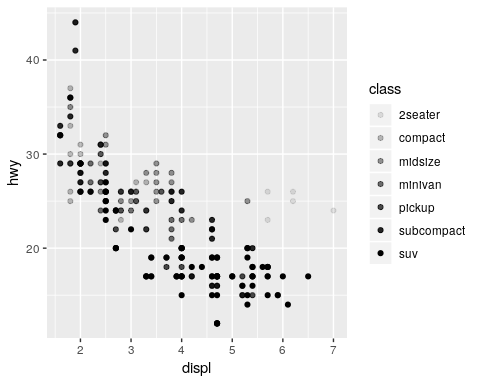 hwy
40
30
20
2
3
4
5
6
7
displ
class
2seater
compact
midsize
minivan
pickup
subcompact
suv